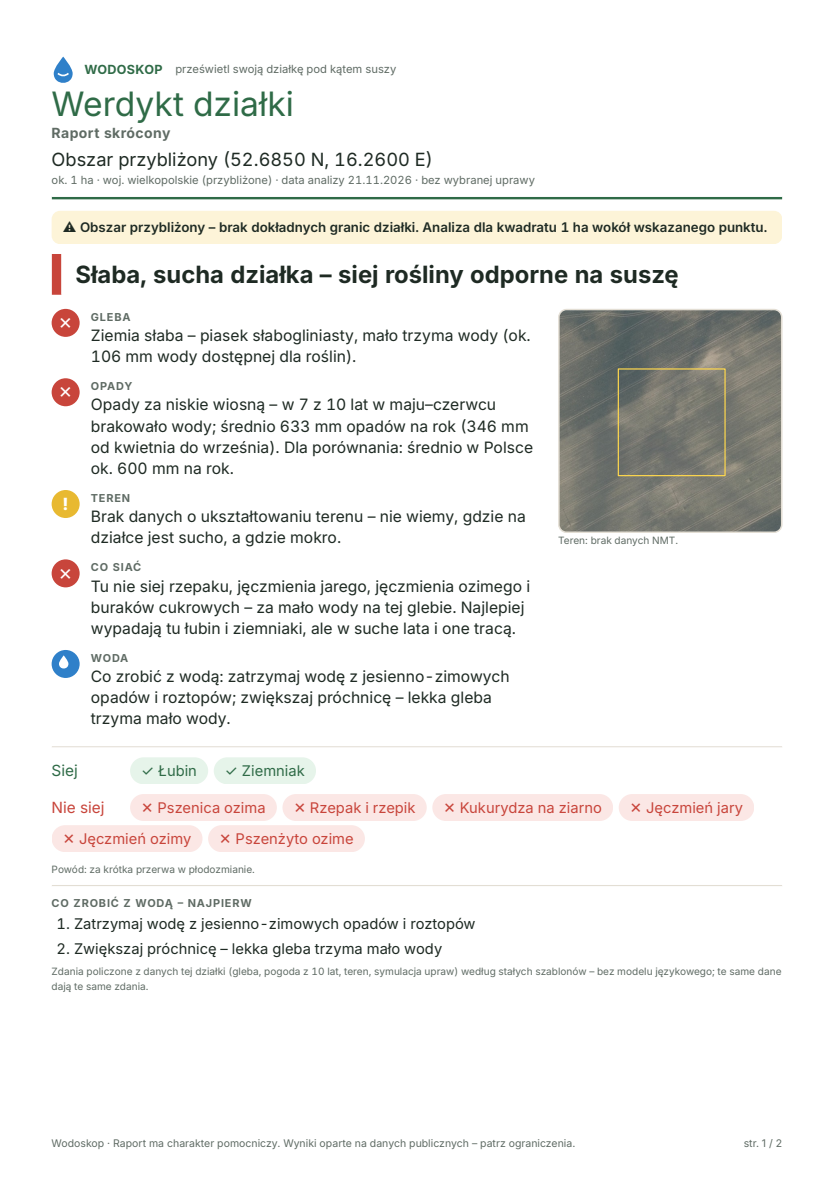 WODOSKOP prześwietl swoją działkę pod kątem suszy
Werdykt działki
Raport skrócony
Obszar przybliżony (52.6850 N, 16.2600 E)
ok. 1 ha · woj. wielkopolskie (przybliżone) · data analizy 21.11.2026 · bez wybranej uprawy
⚠ Obszar przybliżony – brak dokładnych granic działki. Analiza dla kwadratu 1 ha wokół wskazanego punktu.
Słaba, sucha działka – siej rośliny odporne na suszę
GLEBA
Ziemia słaba – piasek słabogliniasty, mało trzyma wody (ok.
106 mm wody dostępnej dla roślin).
OPADY
Opady za niskie wiosną – w 7 z 10 lat w maju–czerwcu
brakowało wody; średnio 633 mm opadów na rok (346 mm
od kwietnia do września). Dla porównania: średnio w Polsce
ok. 600 mm na rok.
TEREN
Brak danych o ukształtowaniu terenu – nie wiemy, gdzie na
działce jest sucho, a gdzie mokro.
CO SIAĆ
Tu nie siej rzepaku, jęczmienia jarego, jęczmienia ozimego i
buraków cukrowych – za mało wody na tej glebie. Najlepiej
wypadają tu łubin i ziemniaki, ale w suche lata i one tracą.
WODA
Co zrobić z wodą: zatrzymaj wodę z jesienno-zimowych
opadów i roztopów; zwiększaj próchnicę – lekka gleba
trzyma mało wody.
Teren: brak danych NMT.
Siej ✓ Łubin ✓ Ziemniak
Nie siej ✕ Pszenica ozima ✕ Rzepak i rzepik ✕ Kukurydza na ziarno ✕ Jęczmień jary
✕ Jęczmień ozimy ✕ Pszenżyto ozime
Powód: za krótka przerwa w płodozmianie.
CO ZROBIĆ Z WODĄ – NAJPIERW
1. Zatrzymaj wodę z jesienno-zimowych opadów i roztopów
2. Zwiększaj próchnicę – lekka gleba trzyma mało wody
Zdania policzone z danych tej działki (gleba, pogoda z 10 lat, teren, symulacja upraw) według stałych szablonów – bez modelu językowego; te same dane
dają te same zdania.
Wodoskop · Raport ma charakter pomocniczy. Wyniki oparte na danych publicznych – patrz ograniczenia. str. 1 / 2